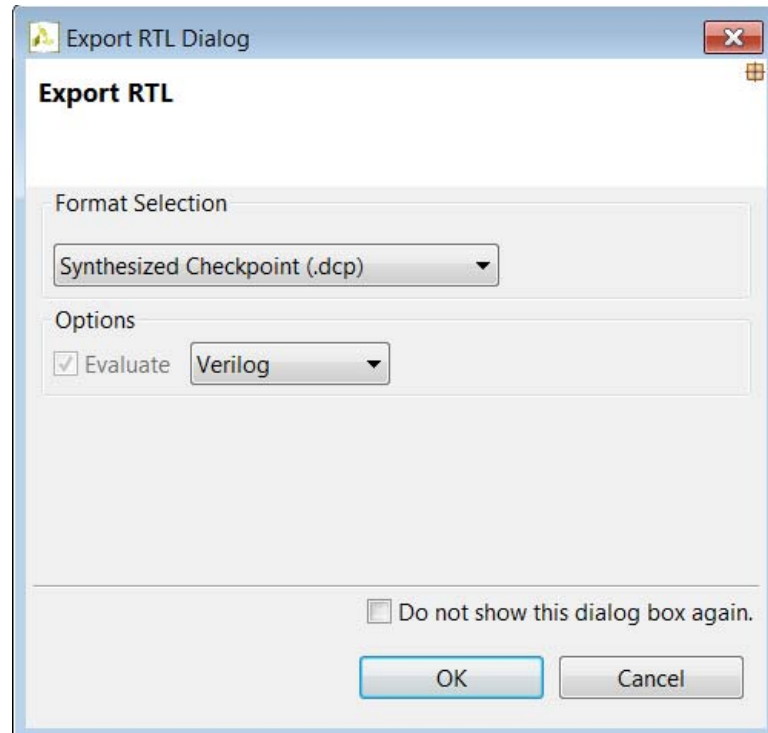 Export RTL Dialog
Export RTL
Format Selection
Synthesized Checkpoint (.dcp)
Options
Evaluate Verilog
Do not show this dialog box again.
OK Cancel